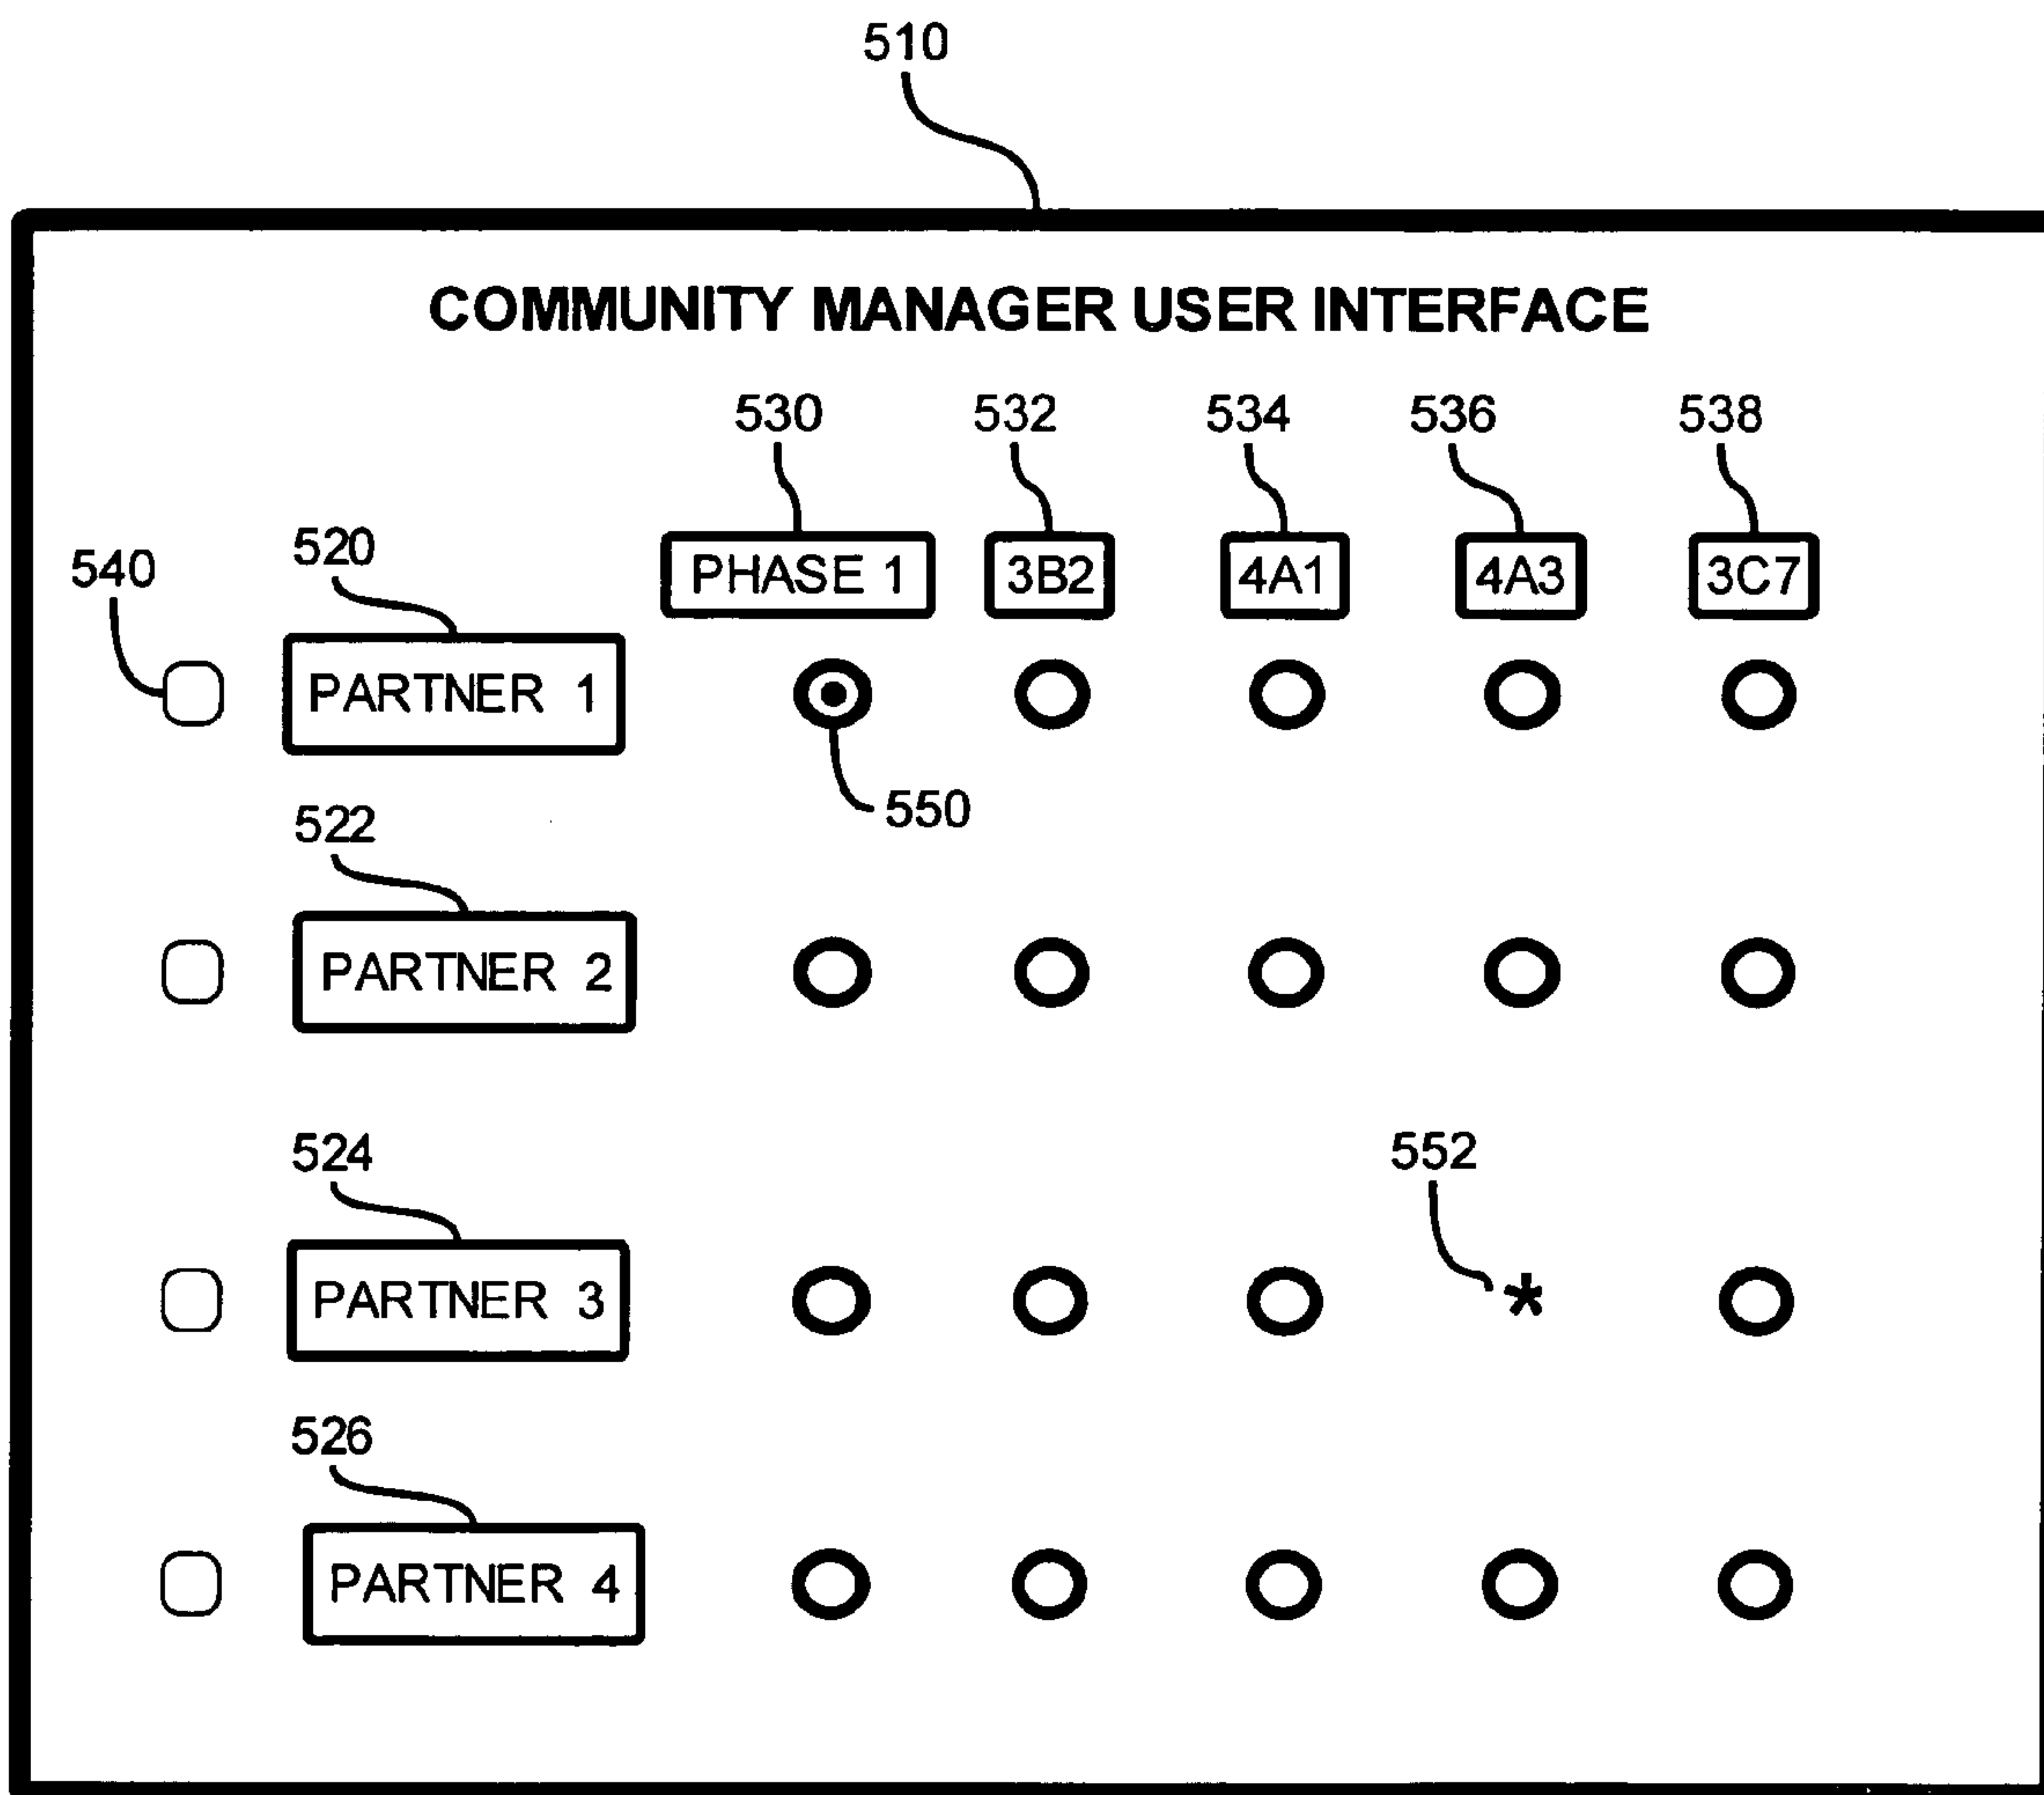 510
COMMUNITY MANAGER USER INTERFACE
530 532 534 536 538
PHASE 1 3B2 4A1 4A3 3C7
540 520
PARTNER 1
550
522
PARTNER 2
524
552
PARTNER 3
*
526
PARTNER 4